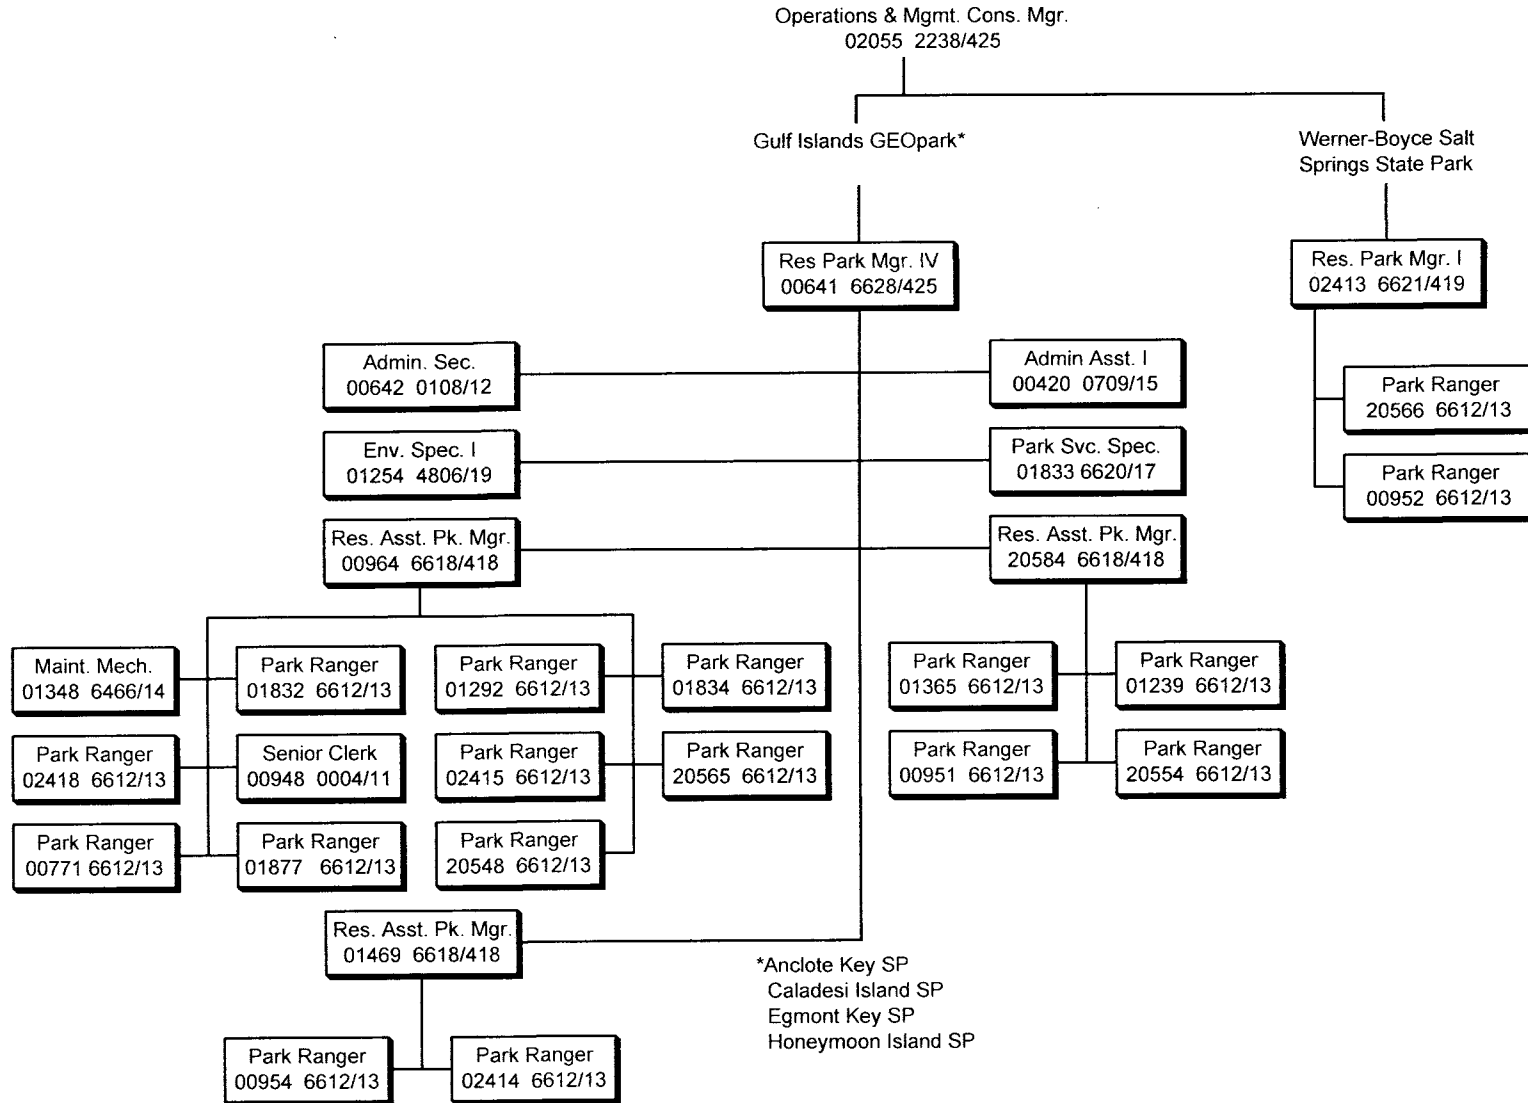 Operations & Mgmt. Cons. Mgr.
02055 2238/425
Gulf Islands GEOpark*
Werner-Boyce Salt
Springs State Park
Res Park Mgr. IV
00641 6628/425
Res. Park Mgr. I
02413 6621/419
Admin. Sec.
00642 0108/12
Admin Asst. I
00420 0709/15
Park Ranger
20566 6612/13
Env. Spec. I
01254 4806/19
Park Svc. Spec.
01833 6620/17
Park Ranger
00952 6612/13
Res. Asst. Pk. Mgr.
00964 6618/418
Res. Asst. Pk. Mgr.
20584 6618/418
Maint. Mech.
01348 6466/14
Park Ranger
01832 6612/13
Park Ranger
01292 6612/13
Park Ranger
01834 6612/13
Park Ranger
01365 6612/13
Park Ranger
01239 6612/13
Park Ranger
02418 6612/13
Senior Clerk
00948 0004/11
Park Ranger
02415 6612/13
Park Ranger
20565 6612/13
Park Ranger
00951 6612/13
Park Ranger
20554 6612/13
Park Ranger
00771 6612/13
Park Ranger
01877 6612/13
Park Ranger
20548 6612/13
Res. Asst. Pk. Mgr.
01469 6618/418
*Anclote Key SP
Caladesi Island SP
Egmont Key SP
Honeymoon Island SP
Park Ranger
00954 6612/13
Park Ranger
02414 6612/13